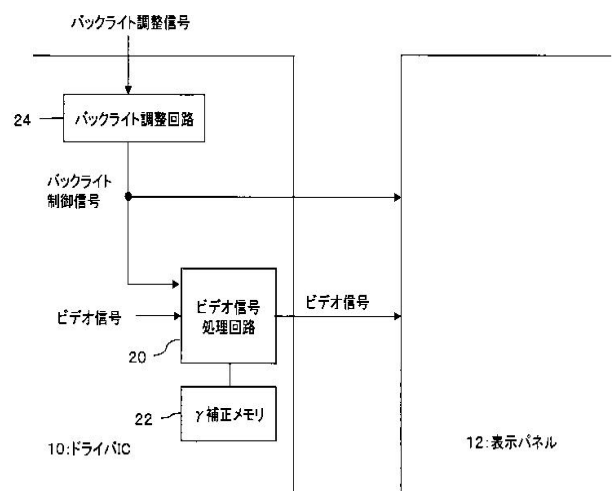 バックライト調整信号
24
バックライト調整回路
バックライト
制御信号
ビデオ信号
ビデオ信号
処理回路
ビデオ信号
20
22
γ補正メモリ
10:ドライバIC
12:表示パネル